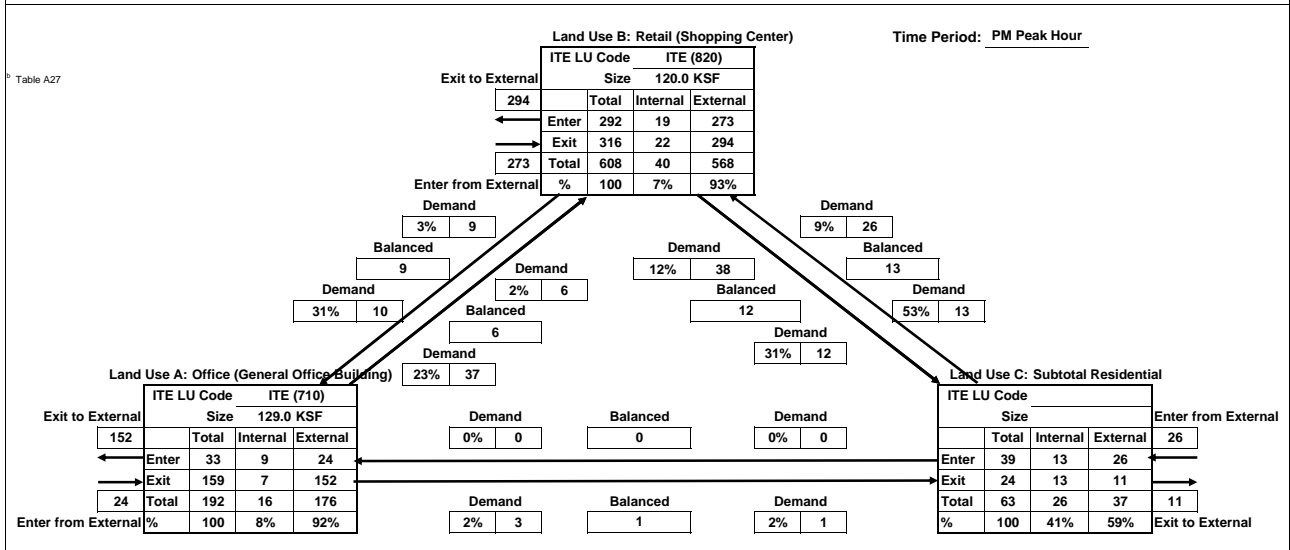 Land Use B: Retail (Shopping Center)
Time Period: PM Peak Hour
ITE LU Code ITE (820)
b Table A27
Exit to External
Size 120.0 KSF
294
Total Internal External
Enter 292 19 273
Exit 316 22 294
273
Total 608 40 568
Enter from External
% 100 7% 93%
Demand
3% 9
Balanced
9
Demand
31% 10
Demand
2% 6
Balanced
6
Demand
23% 37
Demand
12% 38
Balanced
12
Demand
31% 12
Demand
9% 26
Balanced
13
Demand
53% 13
Land Use A: Office (General Office Building)
ITE LU Code ITE (710)
Exit to External
Size 129.0 KSF
152
Total Internal External
Enter 33 9 24
Exit 159 7 152
24
Total 192 16 176
Enter from External
% 100 8% 92%
Demand
0% 0
Balanced
0
Demand
0% 0
Demand
2% 3
Balanced
1
Demand
2% 1
Land Use C: Subtotal Residential
ITE LU Code
Size
Enter from External
Total Internal External
26
Enter 39 13 26
Exit 24 13 11
Total 63 26 37
11
% 100 41% 59%
Exit to External